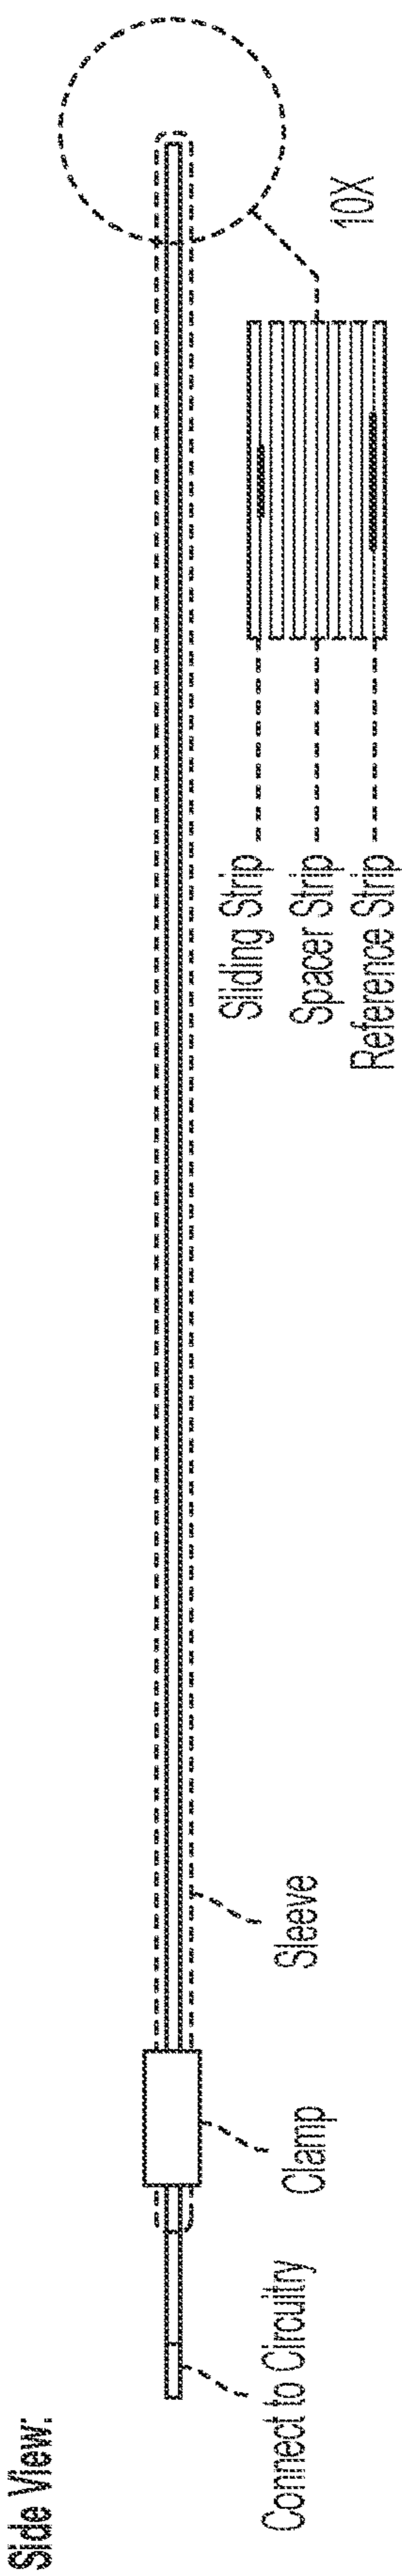 Side View:
10X
Sliding Strip
Spacer Strip
Reference Strip
Sleeve
Clamp
Connect to Circuitry